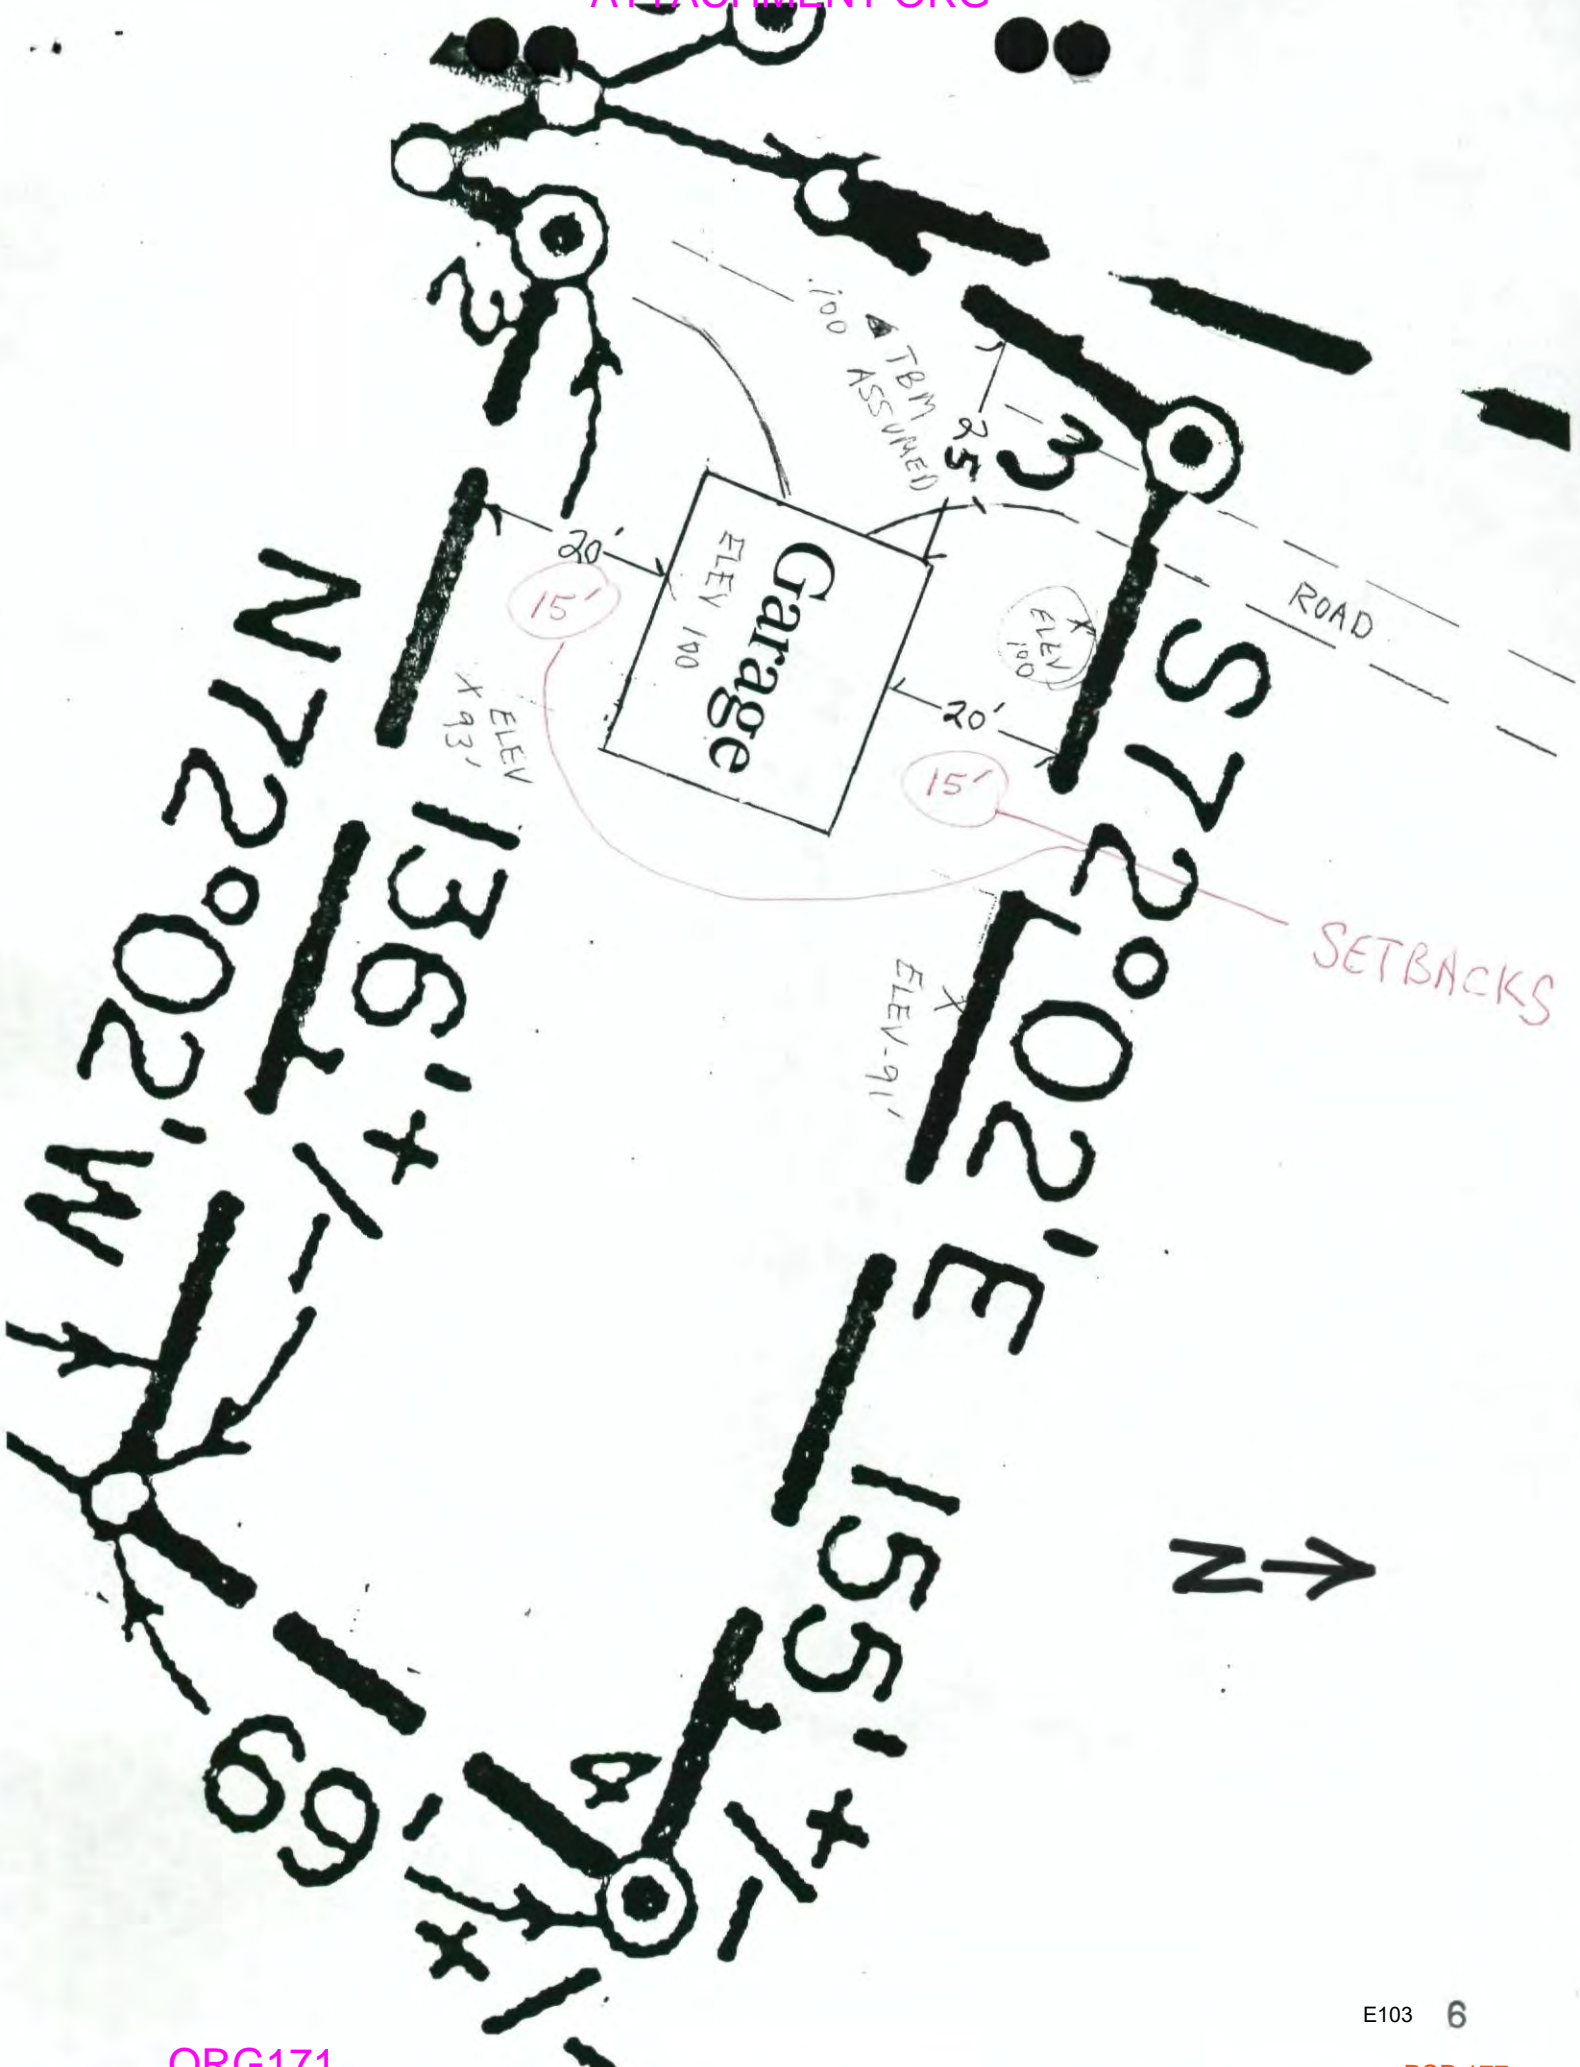 ATTACHMENT ORG
2
100
TBM
ASSUMED
25'
3
ROAD
20'
15'
Garage
ELEV 100
X
ELEV
100
20'
15'
X ELEV
93'
SETBACKS
X
ELEV-91'
N72°02'W
136'+/-
S72°02'E
155'+/-
N
4
69'+/-
E103 6
ORG171